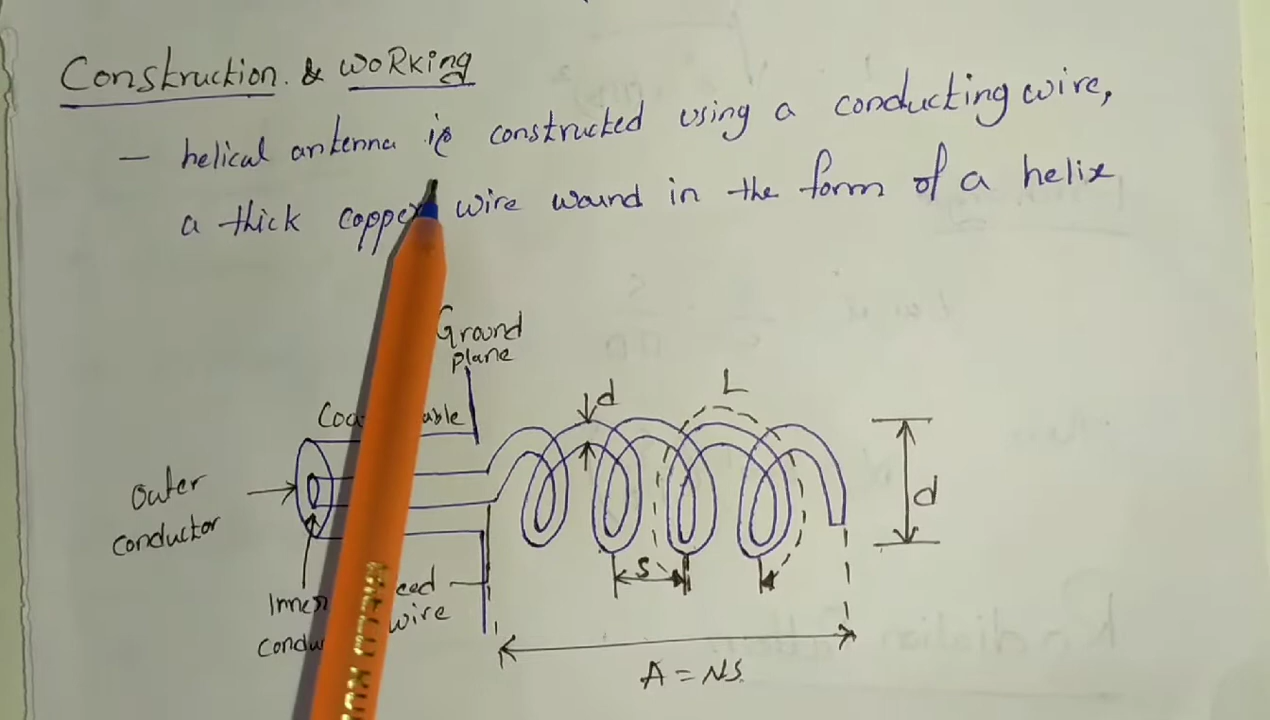 Construction & woRking
— helical antenna is constructed using a conducting wire,
a thick copper wire wound in the form of a helix
Ground
plane
d
L
outer
conductor
d
S
wire
A = NS.